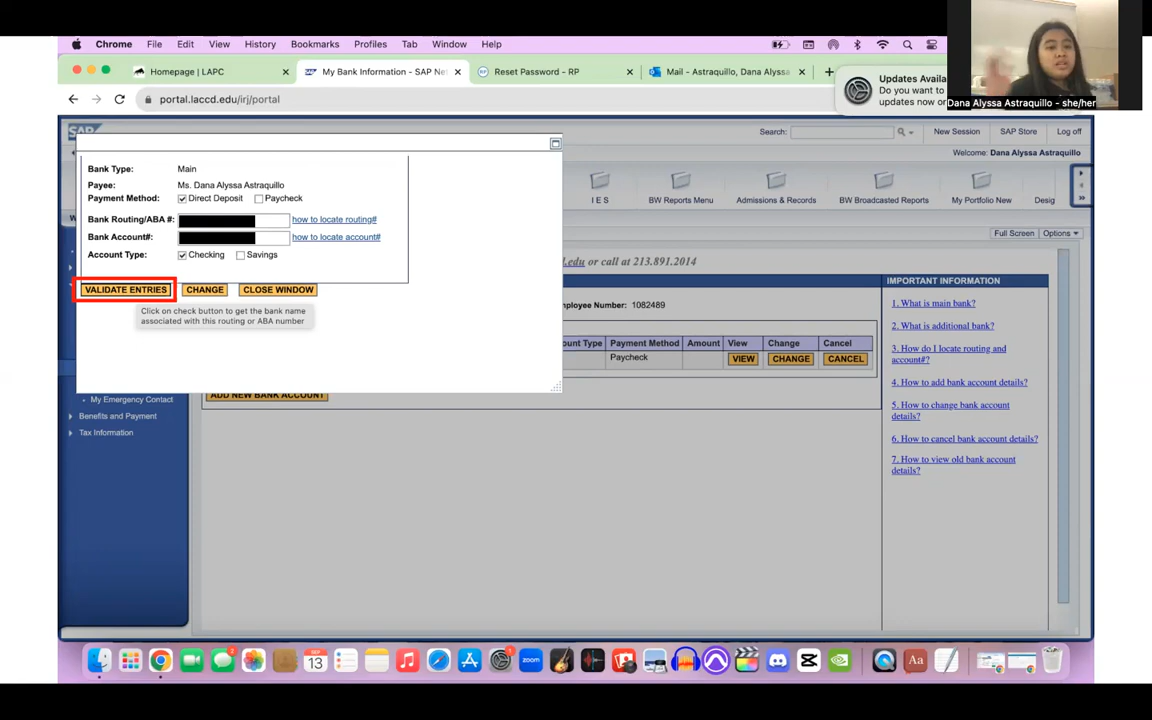 Chrome File Edit View History Bookmarks Profiles Tab Window Help
Homepage | LAPC
My Bank Information - SAP Ne
Reset Password - RP
Mail - Astraquillo, Dana Alyssa
portal.laccd.edu/irj/portal
Updates Availa
Do you want to
updates now or
Dana Alyssa Astraquillo - she/her
SAP
Search:
New Session
SAP Store
Log off
Welcome: Dana Alyssa Astraquillo
I E S
BW Reports Menu
Admissions & Records
BW Broadcasted Reports
My Portfolio New
Desig
Full Screen
Options
Bank Type: Main
Payee: Ms. Dana Alyssa Astraquillo
Payment Method: Direct Deposit Paycheck
Bank Routing/ABA #: how to locate routing#
Bank Account#: how to locate account#
Account Type: Checking Savings
VALIDATE ENTRIES
CHANGE
CLOSE WINDOW
Click on check button to get the bank name
associated with this routing or ABA number
l.edu or call at 213.891.2014
mployee Number: 1082489
ount Type Payment Method Amount View Change Cancel
Paycheck VIEW CHANGE CANCEL
ADD NEW BANK ACCOUNT
My Emergency Contact
Benefits and Payment
Tax Information
IMPORTANT INFORMATION
1. What is main bank?
2. What is additional bank?
3. How do I locate routing and
account#?
4. How to add bank account details?
5. How to change bank account
details?
6. How to cancel bank account details?
7. How to view old bank account
details?
SEP
13
zoom
Aa